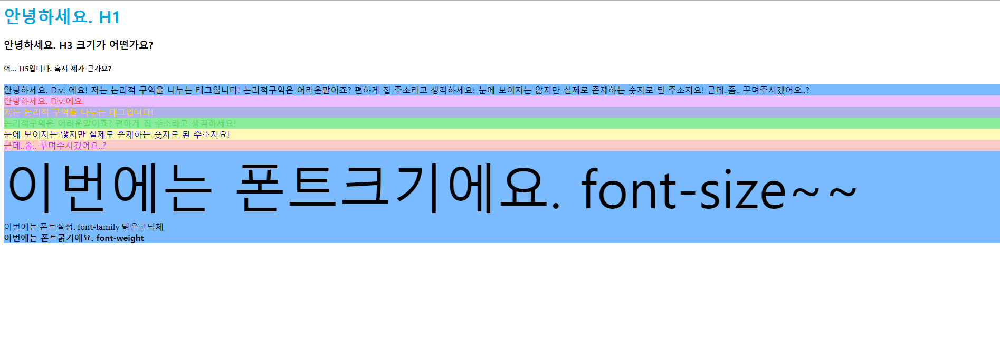 안녕하세요. H1
안녕하세요. H3 크기가 어떤가요?
어... H5입니다. 혹시 제가 큰가요?
안녕하세요. Div! 에요! 저는 논리적 구역을 나누는 태그입니다! 논리적구역은 어려운말이죠? 편하게 집 주소라고 생각하세요! 눈에 보이지는 않지만 실제로 존재하는 숫자로 된 주소지요! 근데..좀.. 꾸며주시겠어요..?
안녕하세요. Div!에요
저는 논리적 구역을 나누는 태그입니다!
논리적구역은 어려운말이죠? 편하게 집 주소라고 생각하세요!
눈에 보이지는 않지만 실제로 존재하는 숫자로 된 주소지요!
근데..좀.. 꾸며주시겠어요..?
이번에는 폰트크기에요. font-size~~
이번에는 폰트설정. font-family 맑은고딕체
이번에는 폰트굵기에요. font-weight